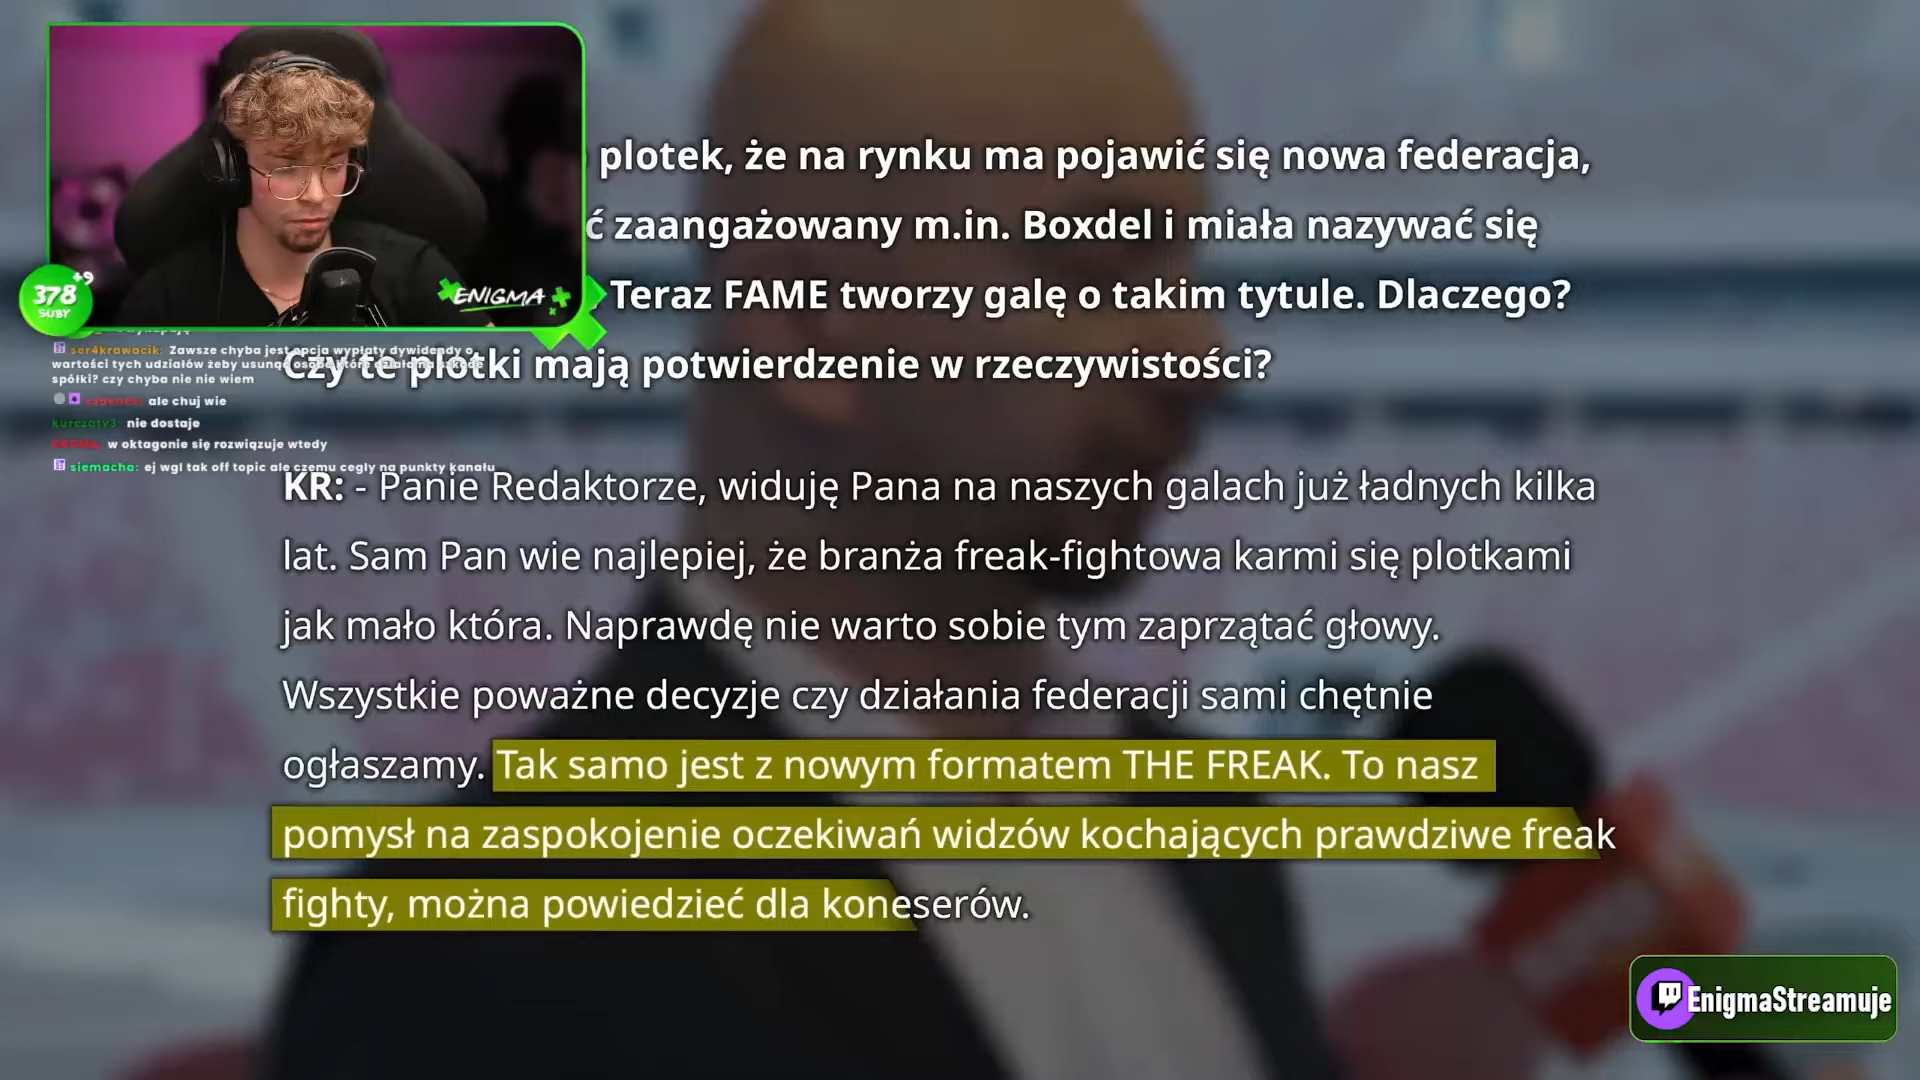 plotek, że na rynku ma pojawić się nowa federacja,
ć zaangażowany m.in. Boxdel i miała nazywać się
Teraz FAME tworzy galę o takim tytule. Dlaczego?
Czy te plotki mają potwierdzenie w rzeczywistości?
KR: - Panie Redaktorze, widuję Pana na naszych galach już ładnych kilka
lat. Sam Pan wie najlepiej, że branża freak-fightowa karmi się plotkami
jak mało która. Naprawdę nie warto sobie tym zaprzątać głowy.
Wszystkie poważne decyzje czy działania federacji sami chętnie
ogłaszamy. Tak samo jest z nowym formatem THE FREAK. To nasz
pomysł na zaspokojenie oczekiwań widzów kochających prawdziwe freak
fighty, można powiedzieć dla koneserów.
ENIGMA
+9
378
SUBY
ser4krawacik: Zawsze chyba jest opcja wypłaty dywidendy o
wartości tych udziałów żeby usunąć osobę które działa na szkodę
spółki? czy chyba nie nie wiem
ale chuj wie
kurczaty3: nie dostaje
w oktagonie się rozwiązuje wtedy
siemacha: ej wgl tak off topic ale czemu cegly na punkty kanału
EnigmaStreamuje